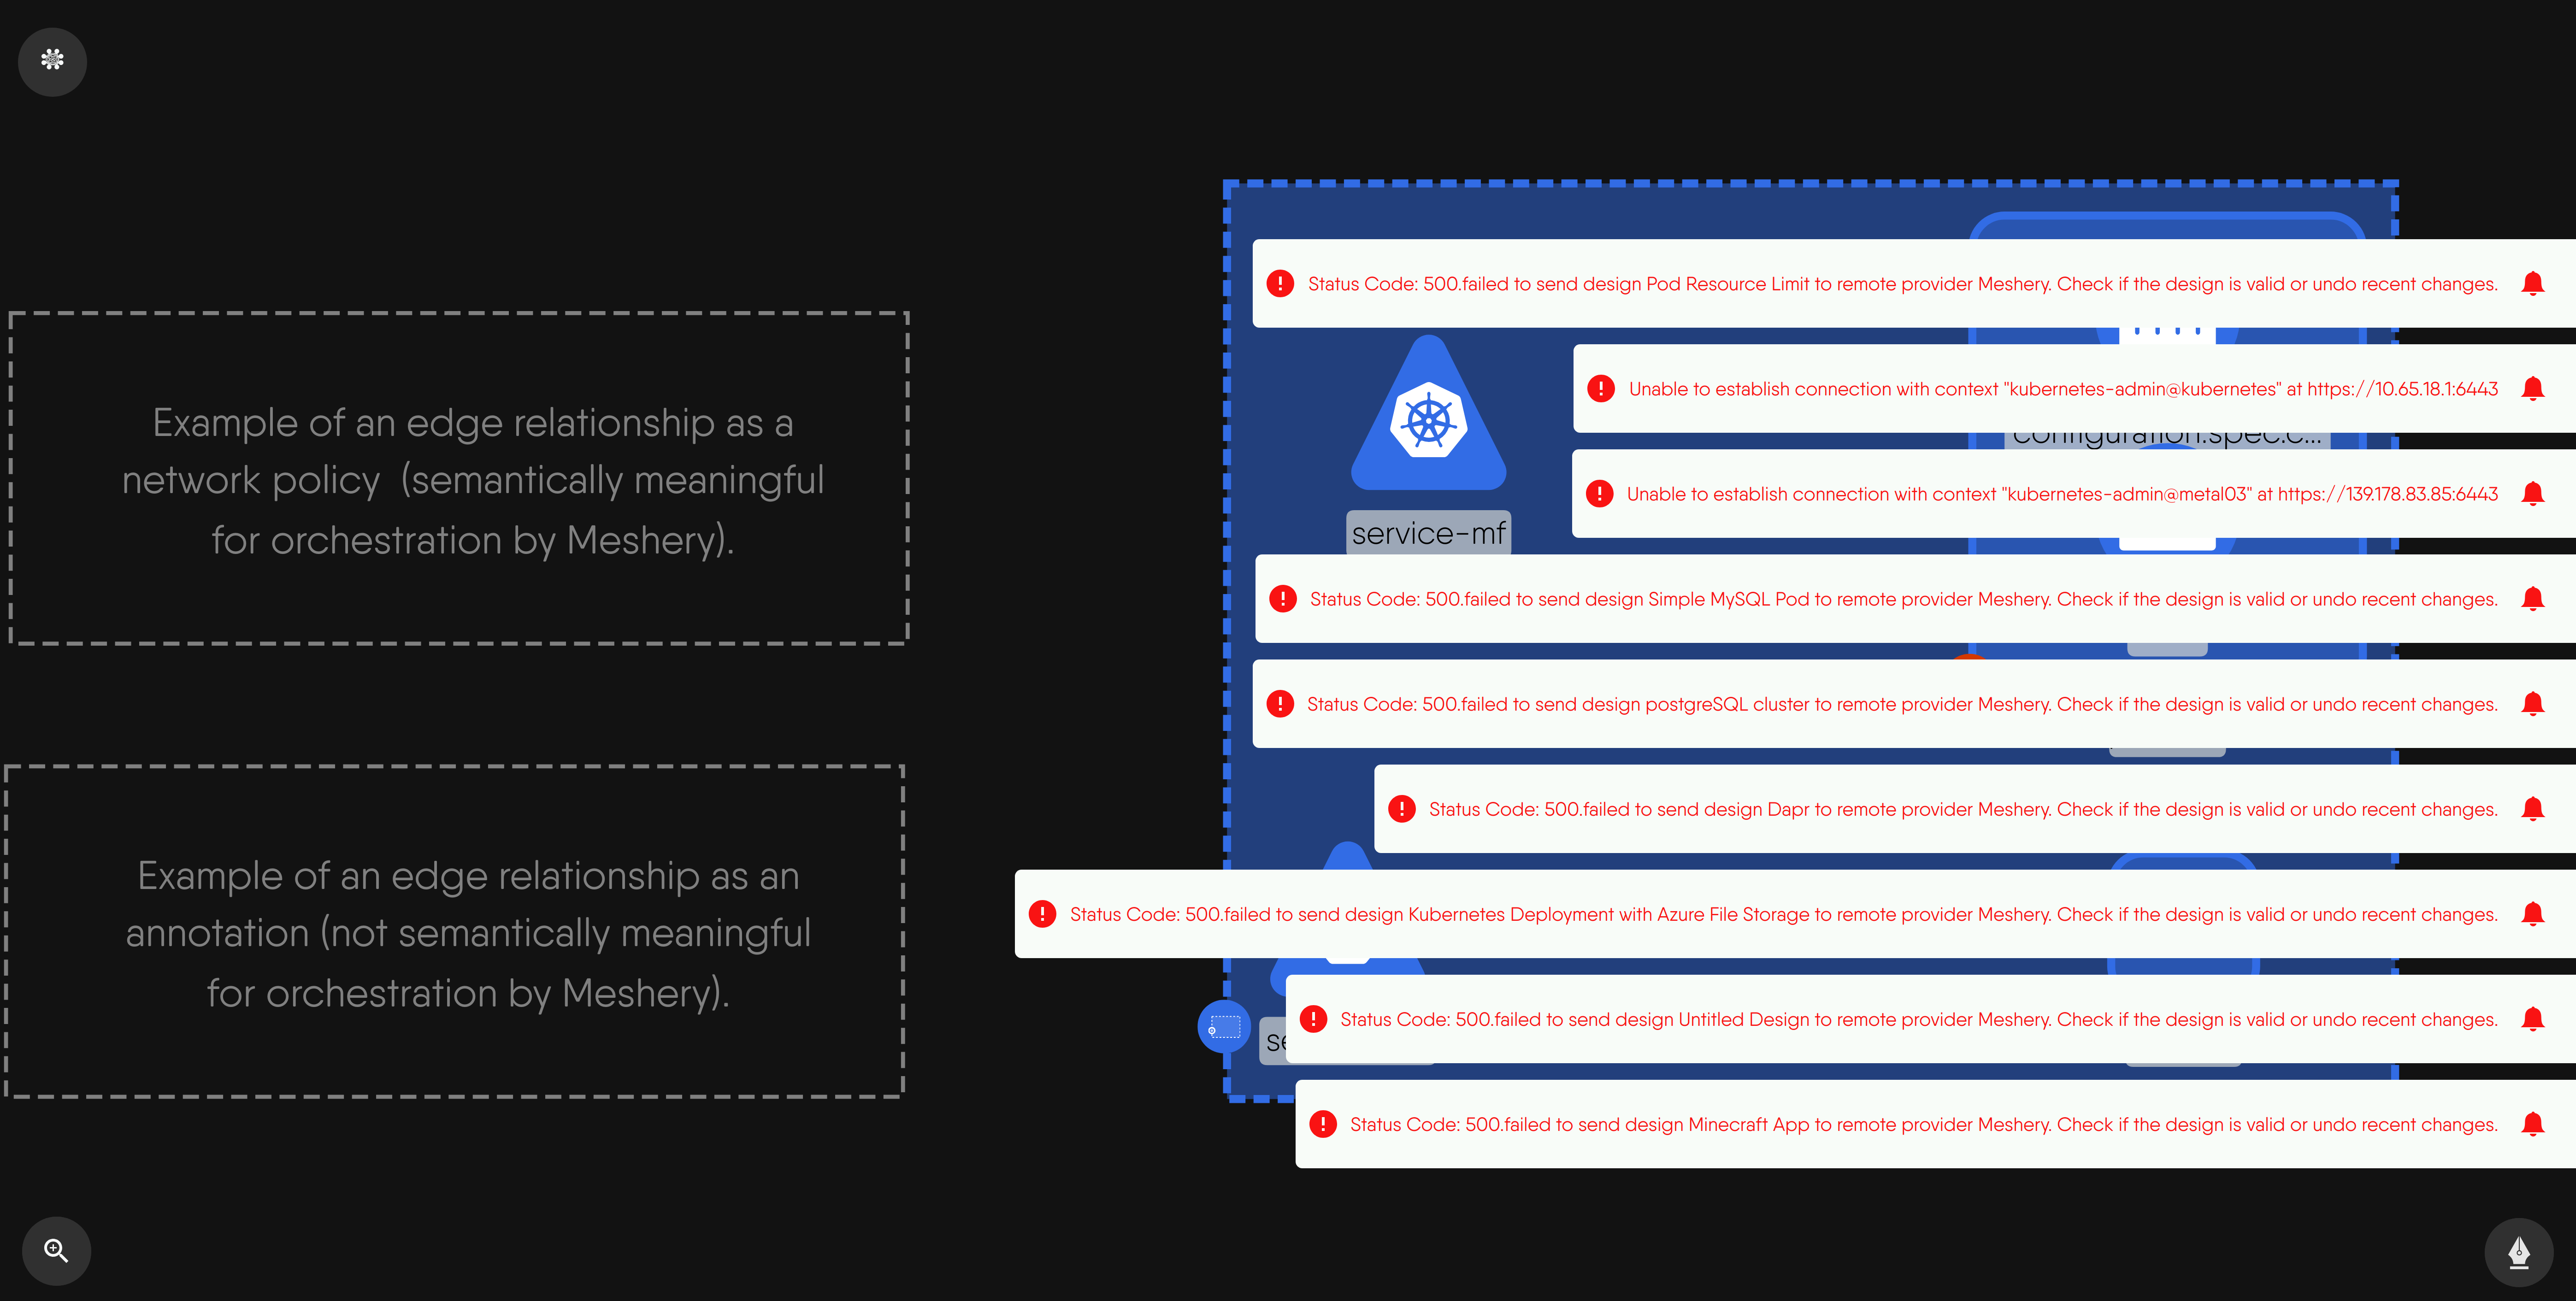 Example of an edge relationship as a
network policy (semantically meaningful
for orchestration by Meshery).
Example of an edge relationship as an
annotation (not semantically meaningful
for orchestration by Meshery).
Status Code: 500.failed to send design Pod Resource Limit to remote provider Meshery. Check if the design is valid or undo recent changes.
Unable to establish connection with context "kubernetes-admin@kubernetes" at https://10.65.18.1:6443
configuration.spec.c...
Unable to establish connection with context "kubernetes-admin@metal03" at https://139.178.83.85:6443
service-mf
Status Code: 500.failed to send design Simple MySQL Pod to remote provider Meshery. Check if the design is valid or undo recent changes.
Status Code: 500.failed to send design postgreSQL cluster to remote provider Meshery. Check if the design is valid or undo recent changes.
Status Code: 500.failed to send design Dapr to remote provider Meshery. Check if the design is valid or undo recent changes.
Status Code: 500.failed to send design Kubernetes Deployment with Azure File Storage to remote provider Meshery. Check if the design is valid or undo recent changes.
Status Code: 500.failed to send design Untitled Design to remote provider Meshery. Check if the design is valid or undo recent changes.
Status Code: 500.failed to send design Minecraft App to remote provider Meshery. Check if the design is valid or undo recent changes.